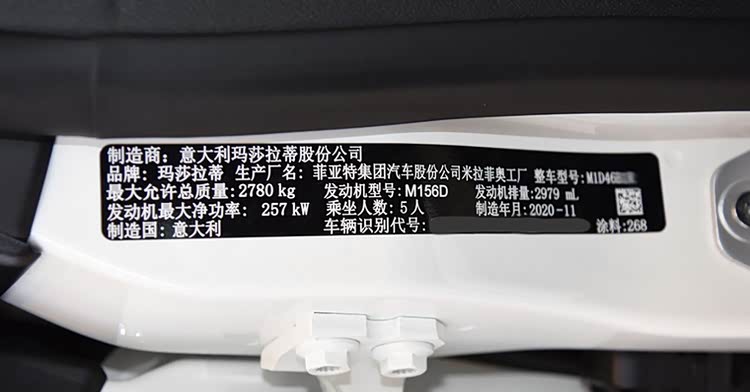 制造商：意大利玛莎拉蒂股份公司
品牌：玛莎拉蒂 生产厂名：菲亚特集团汽车股份公司米拉菲奥工厂 整车型号：M1D46
最大允许总质量：2780 kg 发动机型号：M156D 发动机排量：2979 mL
发动机最大净功率： 257 kW 乘坐人数：5人 制造年月：2020-11
制造国：意大利 车辆识别代号： 涂料：268